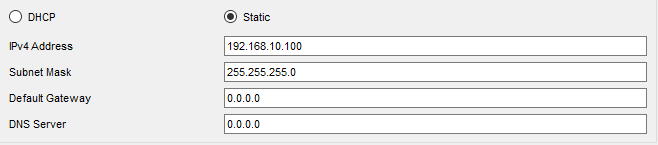 DHCP Static
IPv4 Address 192.168.10.100
Subnet Mask 255.255.255.0
Default Gateway 0.0.0.0
DNS Server 0.0.0.0